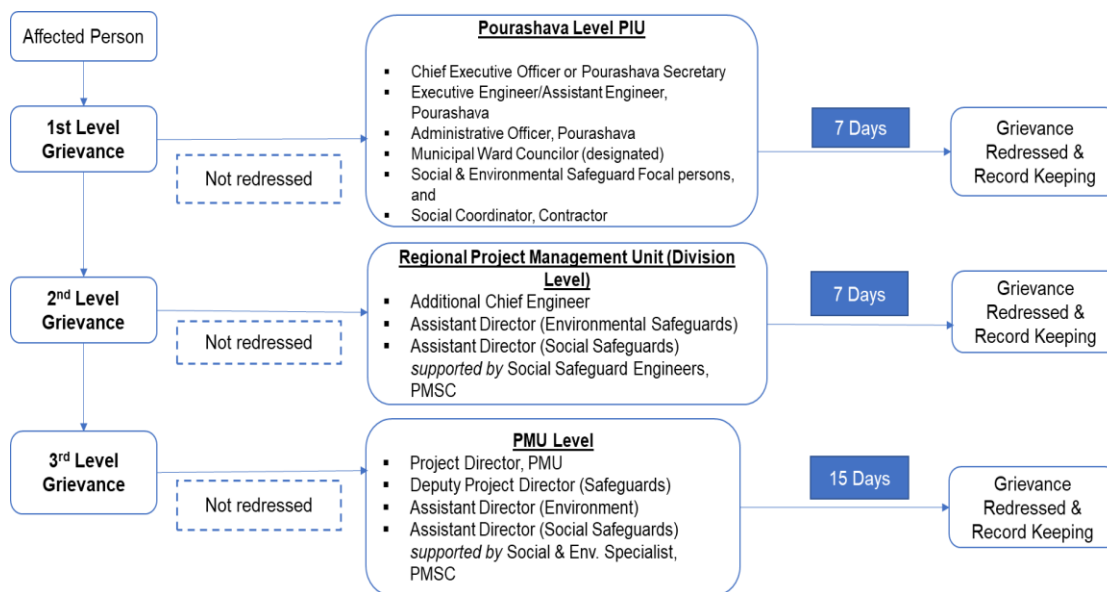 Affected Person
1st Level
Grievance
Not redressed
Pourashava Level PIU
▪ Chief Executive Officer or Pourashava Secretary
▪ Executive Engineer/Assistant Engineer,
Pourashava
▪ Administrative Officer, Pourashava
▪ Municipal Ward Councilor (designated)
▪ Social & Environmental Safeguard Focal persons,
and
▪ Social Coordinator, Contractor
7 Days
Grievance
Redressed &
Record Keeping
2nd Level
Grievance
Not redressed
Regional Project Management Unit (Division
Level)
▪ Additional Chief Engineer
▪ Assistant Director (Environmental Safeguards)
▪ Assistant Director (Social Safeguards)
supported by Social Safeguard Engineers,
PMSC
7 Days
Grievance
Redressed &
Record Keeping
3rd Level
Grievance
Not redressed
PMU Level
▪ Project Director, PMU
▪ Deputy Project Director (Safeguards)
▪ Assistant Director (Environment)
▪ Assistant Director (Social Safeguards)
supported by Social & Env. Specialist,
PMSC
15 Days
Grievance
Redressed &
Record Keeping